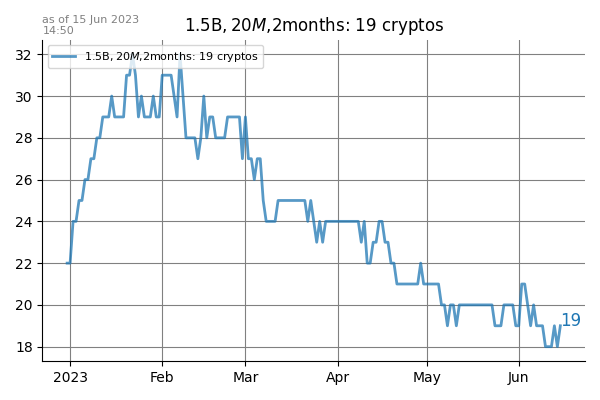 as of 15 Jun 2023
14:50
1.5B, 20M,2months: 19 cryptos
1.5B, 20M,2months: 19 cryptos
32
30
28
26
24
22
20
18
19
2023 Feb Mar Apr May Jun